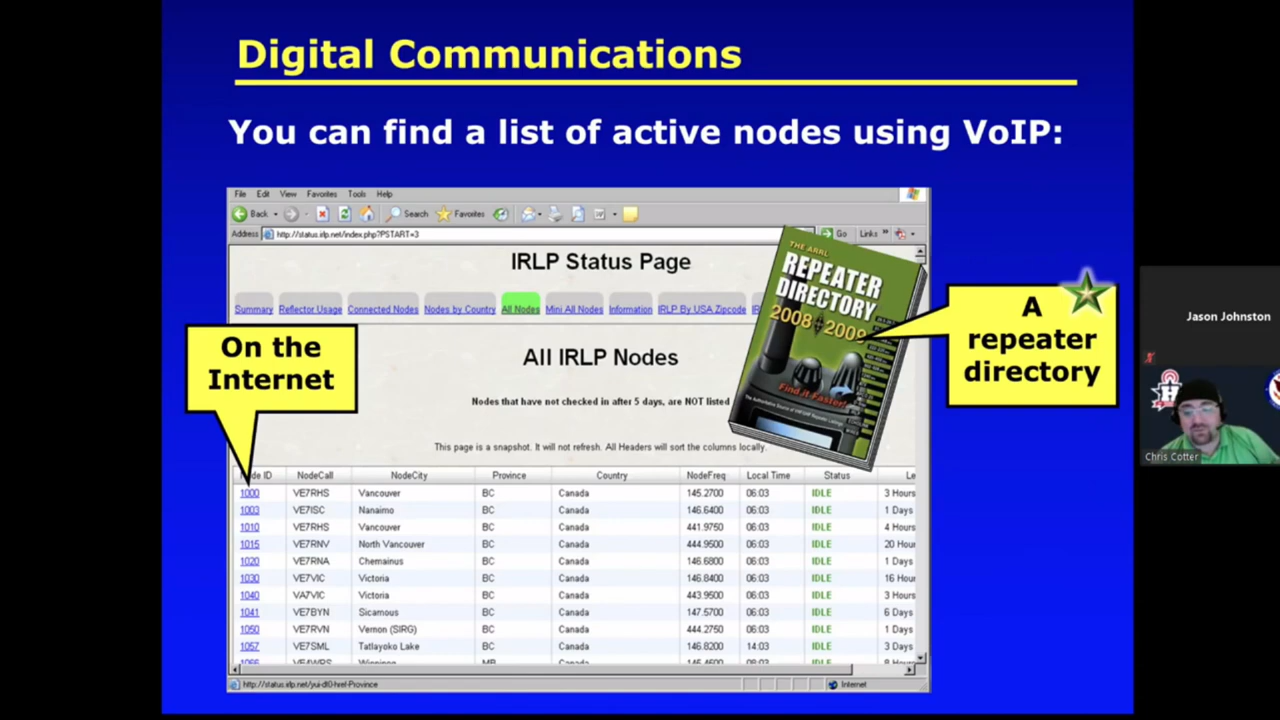 Digital Communications
You can find a list of active nodes using VoIP:
File Edit View Favorites Tools Help
Back Search Favorites
Address http://status.irlp.net/index.php?PSTART=3 Go Links »
IRLP Status Page
Summary Reflector Usage Connected Nodes Nodes by Country All Nodes Mini All Nodes Information IRLP By USA Zipcode
THE ARRL
REPEATER
DIRECTORY
2008 2009
Find it Faster!
On the
Internet
A
repeater
directory
All IRLP Nodes
Nodes that have not checked in after 5 days, are NOT listed
This page is a snapshot. It will not refresh. All Headers will sort the columns locally.
de ID NodeCall NodeCity Province Country NodeFreq Local Time Status
1000 VE7RHS Vancouver BC Canada 145.2700 06:03 IDLE 3 Hours
1003 VE7ISC Nanaimo BC Canada 146.6400 06:03 IDLE 1 Days
1010 VE7RHS Vancouver BC Canada 441.9750 06:03 IDLE 4 Hours
1015 VE7RNV North Vancouver BC Canada 444.9500 06:03 IDLE 20 Hour
1020 VE7RNA Chemainus BC Canada 146.6800 06:03 IDLE 1 Days
1030 VE7VIC Victoria BC Canada 146.8400 06:03 IDLE 16 Hour
1040 VA7VIC Victoria BC Canada 443.9500 06:03 IDLE 3 Hours
1041 VE7BYN Sicamous BC Canada 147.5700 06:03 IDLE 6 Days
1050 VE7RVN Vernon (SIRG) BC Canada 444.2750 06:03 IDLE 1 Days
1057 VE7SML Tatlayoko Lake BC Canada 146.8200 14:03 IDLE 3 Days
Internet
Jason Johnston
Chris Cotter